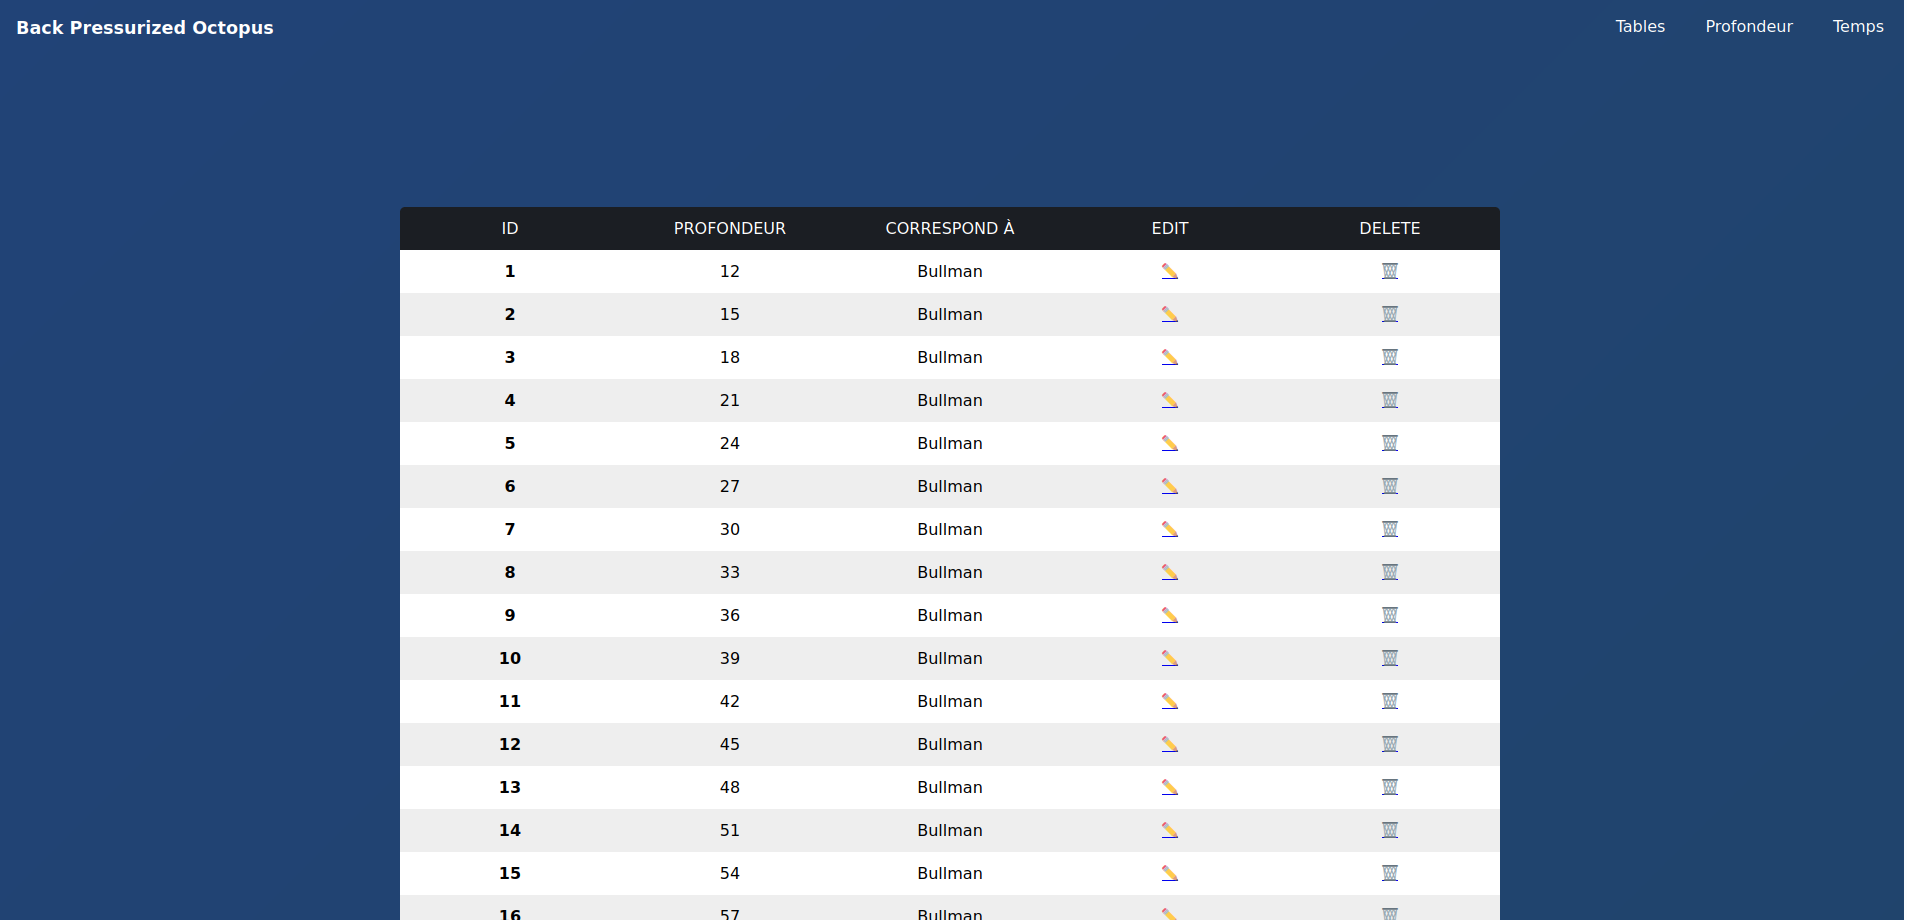 Back Pressurized Octopus
Tables Profondeur Temps
ID PROFONDEUR CORRESPOND À EDIT DELETE
1 12 Bullman
2 15 Bullman
3 18 Bullman
4 21 Bullman
5 24 Bullman
6 27 Bullman
7 30 Bullman
8 33 Bullman
9 36 Bullman
10 39 Bullman
11 42 Bullman
12 45 Bullman
13 48 Bullman
14 51 Bullman
15 54 Bullman
16 57 Bullman